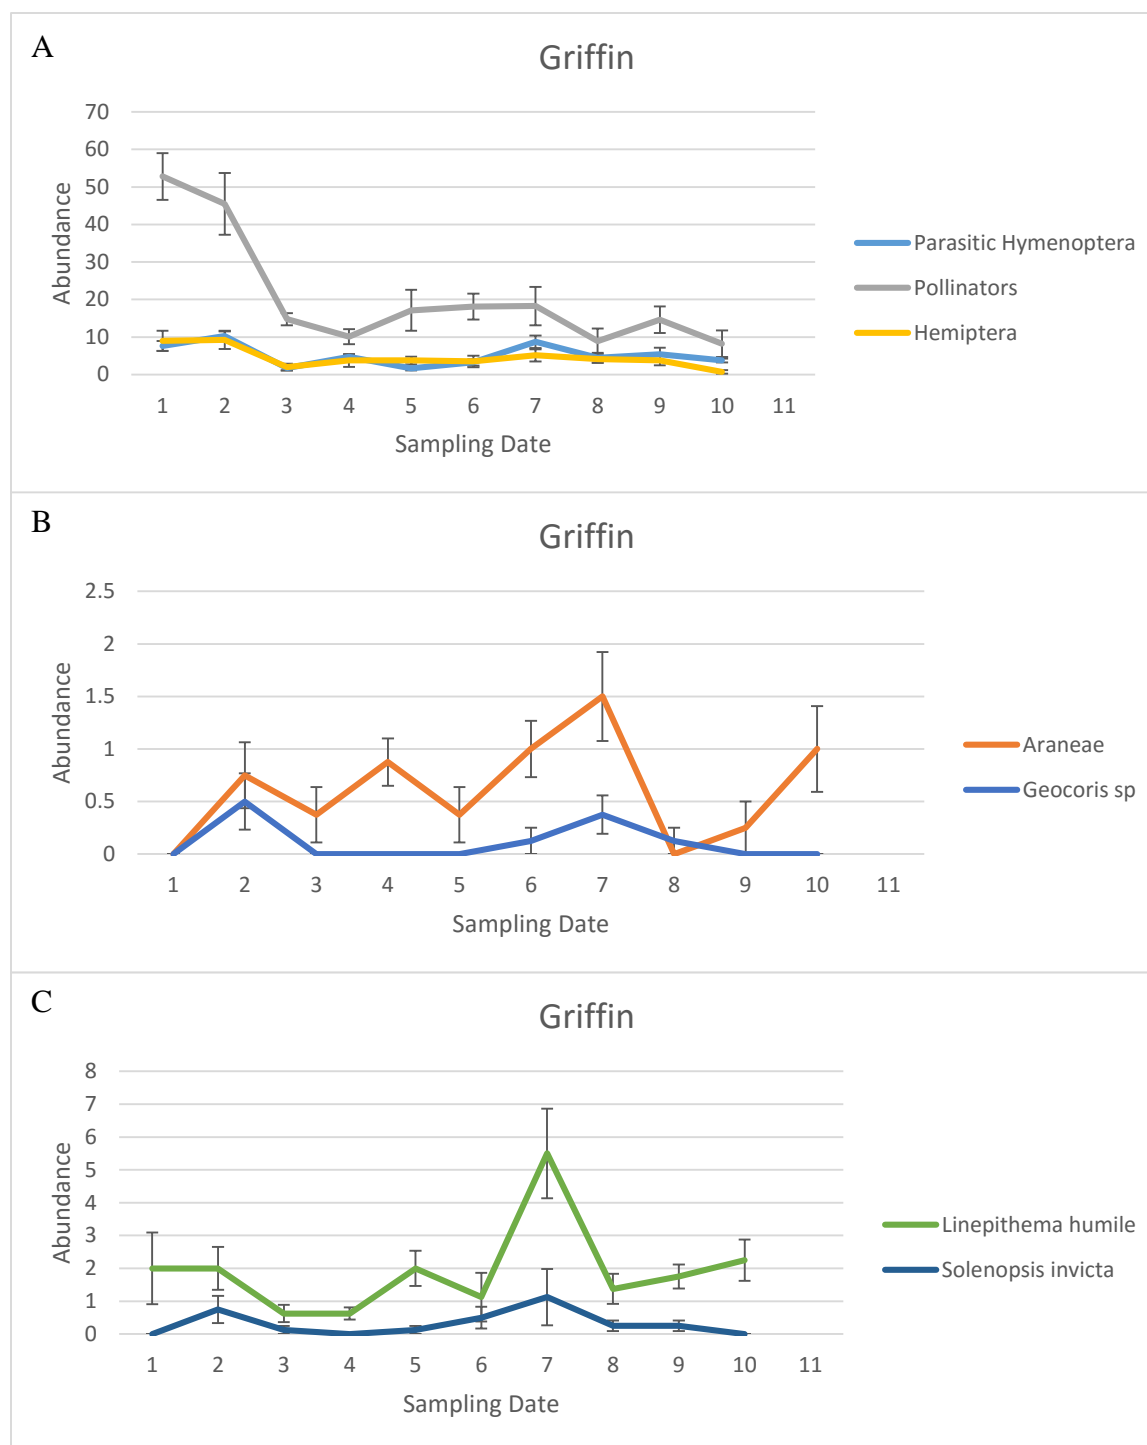 A
Griffin
70
60
50
40
30
20
10
0
Abundance
1 2 3 4 5 6 7 8 9 10 11
Sampling Date
Parasitic Hymenoptera
Pollinators
Hemiptera
B
Griffin
2.5
2
1.5
1
0.5
0
Abundance
1 2 3 4 5 6 7 8 9 10 11
Sampling Date
Araneae
Geocoris sp
C
Griffin
8
7
6
5
4
3
2
1
0
Abundance
1 2 3 4 5 6 7 8 9 10 11
Sampling Date
Linepithema humile
Solenopsis invicta